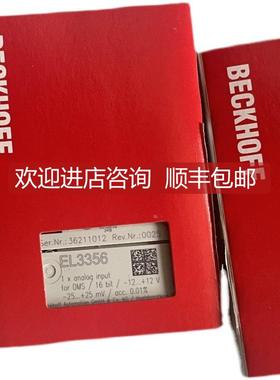 BECKHOFF
BECKHOFF
欢迎进店咨询 顺丰包邮
Ser.Nr.: 36211012 Rev.Nr.: 0025
EL3356
1 x analog input
for DMS / 16 bit / -12...+12 V
-25...+25 mV / acc. 0.01%